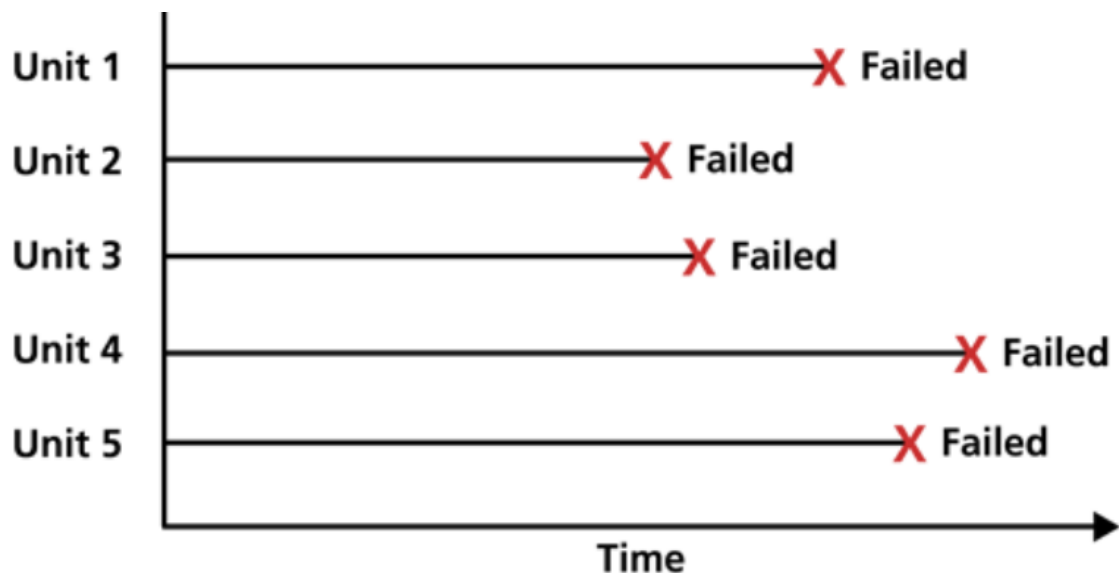 Unit 1 X Failed
Unit 2 X Failed
Unit 3 X Failed
Unit 4 X Failed
Unit 5 X Failed
Time